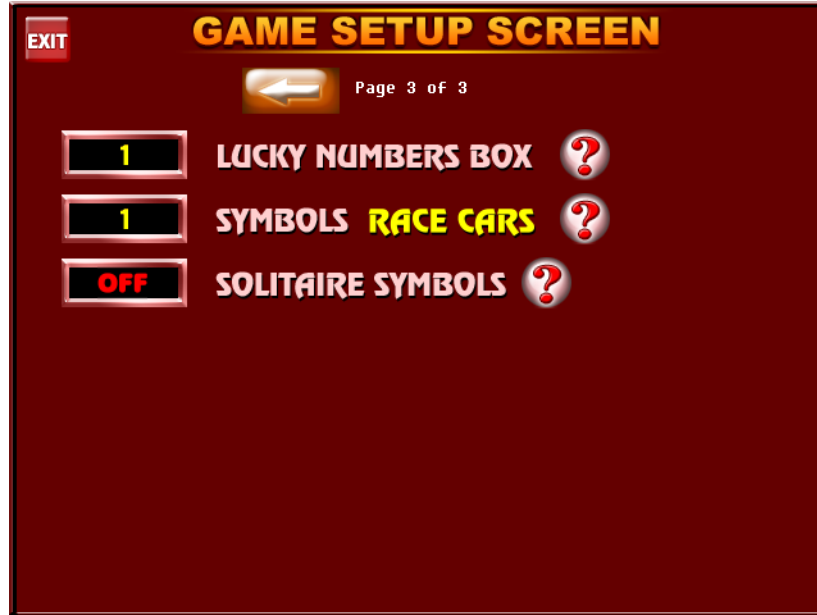 EXIT
GAME SETUP SCREEN
Page 3 of 3
1 LUCKY NUMBERS BOX ?
1 SYMBOLS RACE CARS ?
OFF SOLITAIRE SYMBOLS ?